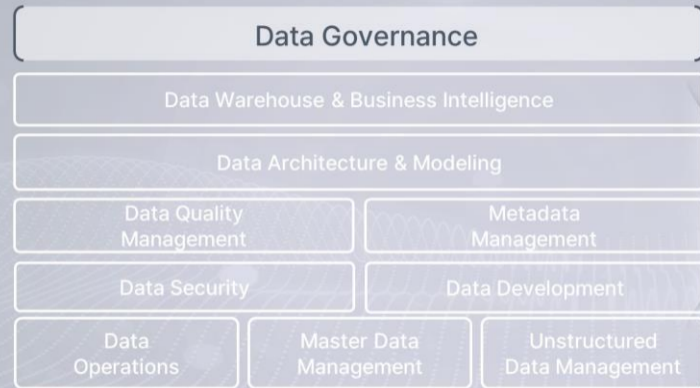 Data Governance
Data Warehouse & Business Intelligence
Data Architecture & Modeling
Data Quality
Management
Metadata
Management
Data Security
Data Development
Data
Operations
Master Data
Management
Unstructured
Data Management